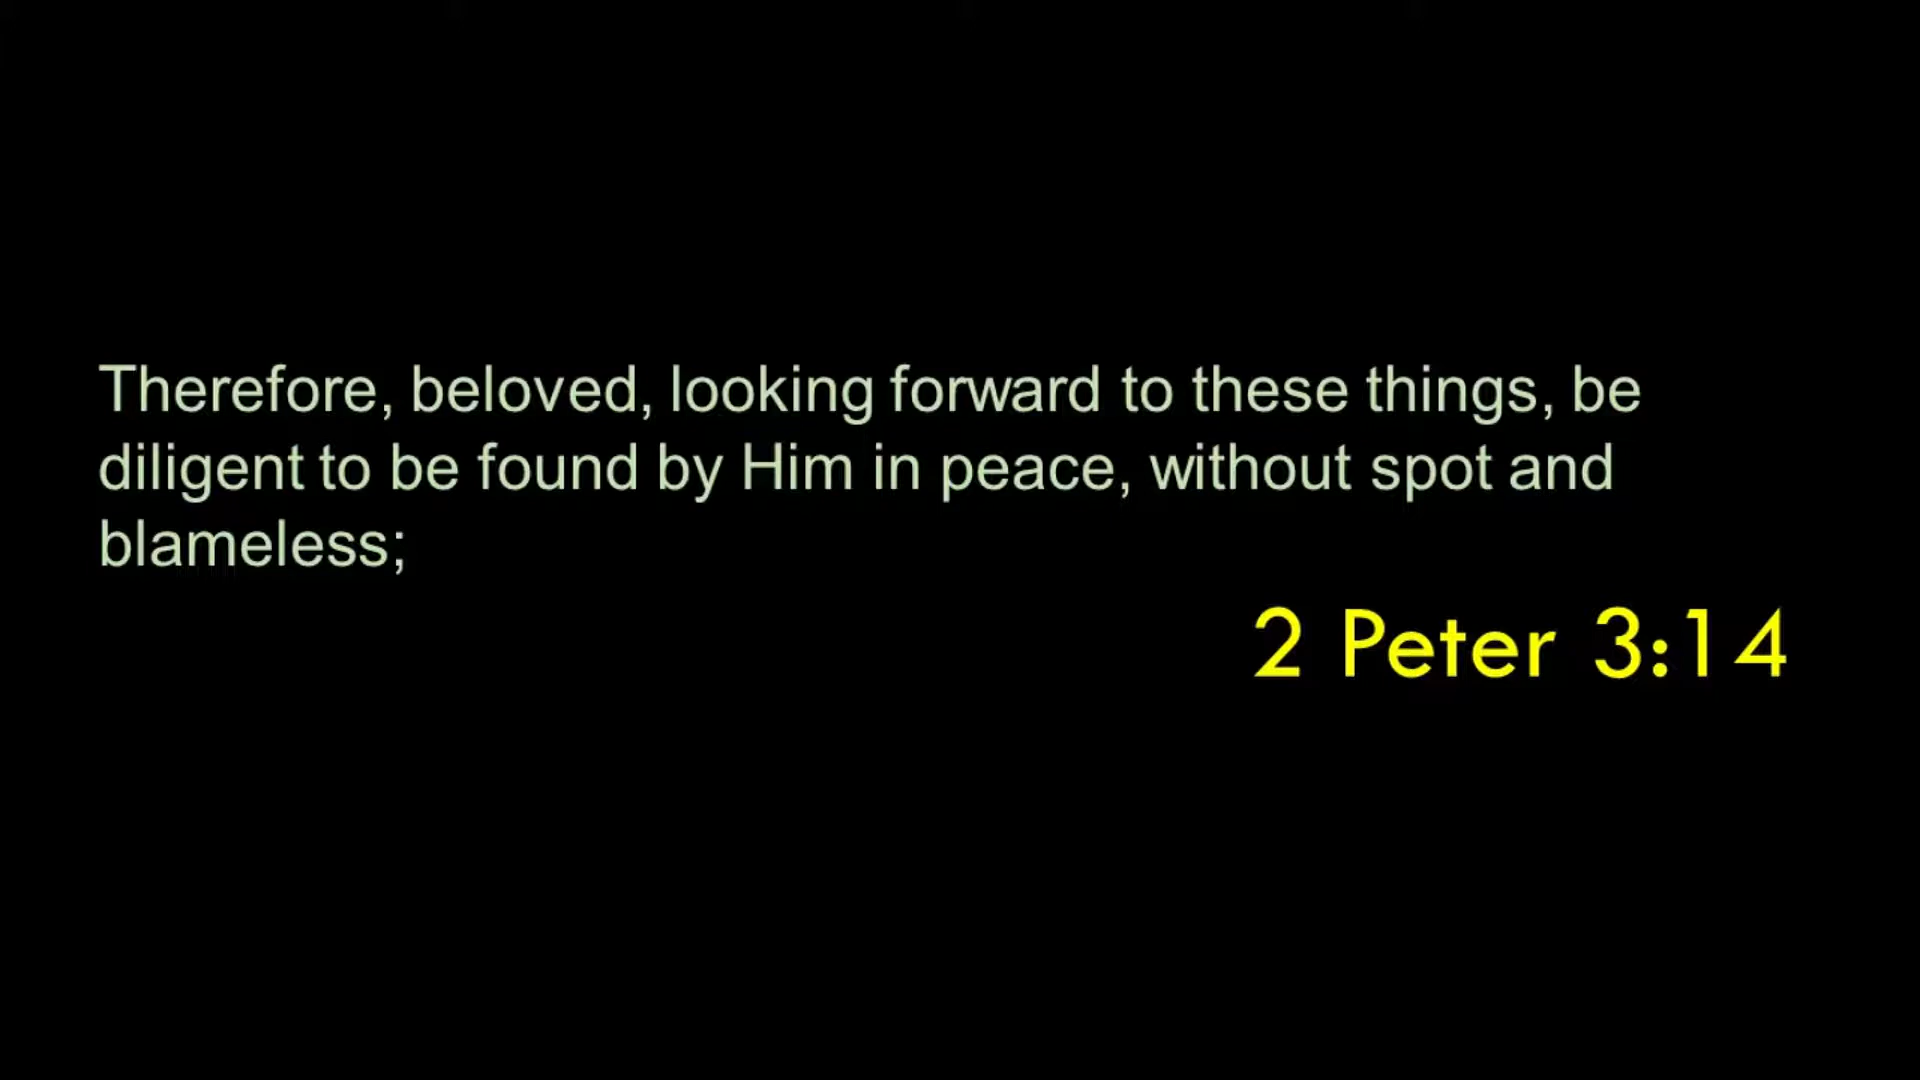 Therefore, beloved, looking forward to these things, be
diligent to be found by Him in peace, without spot and
blameless;
2 Peter 3:14